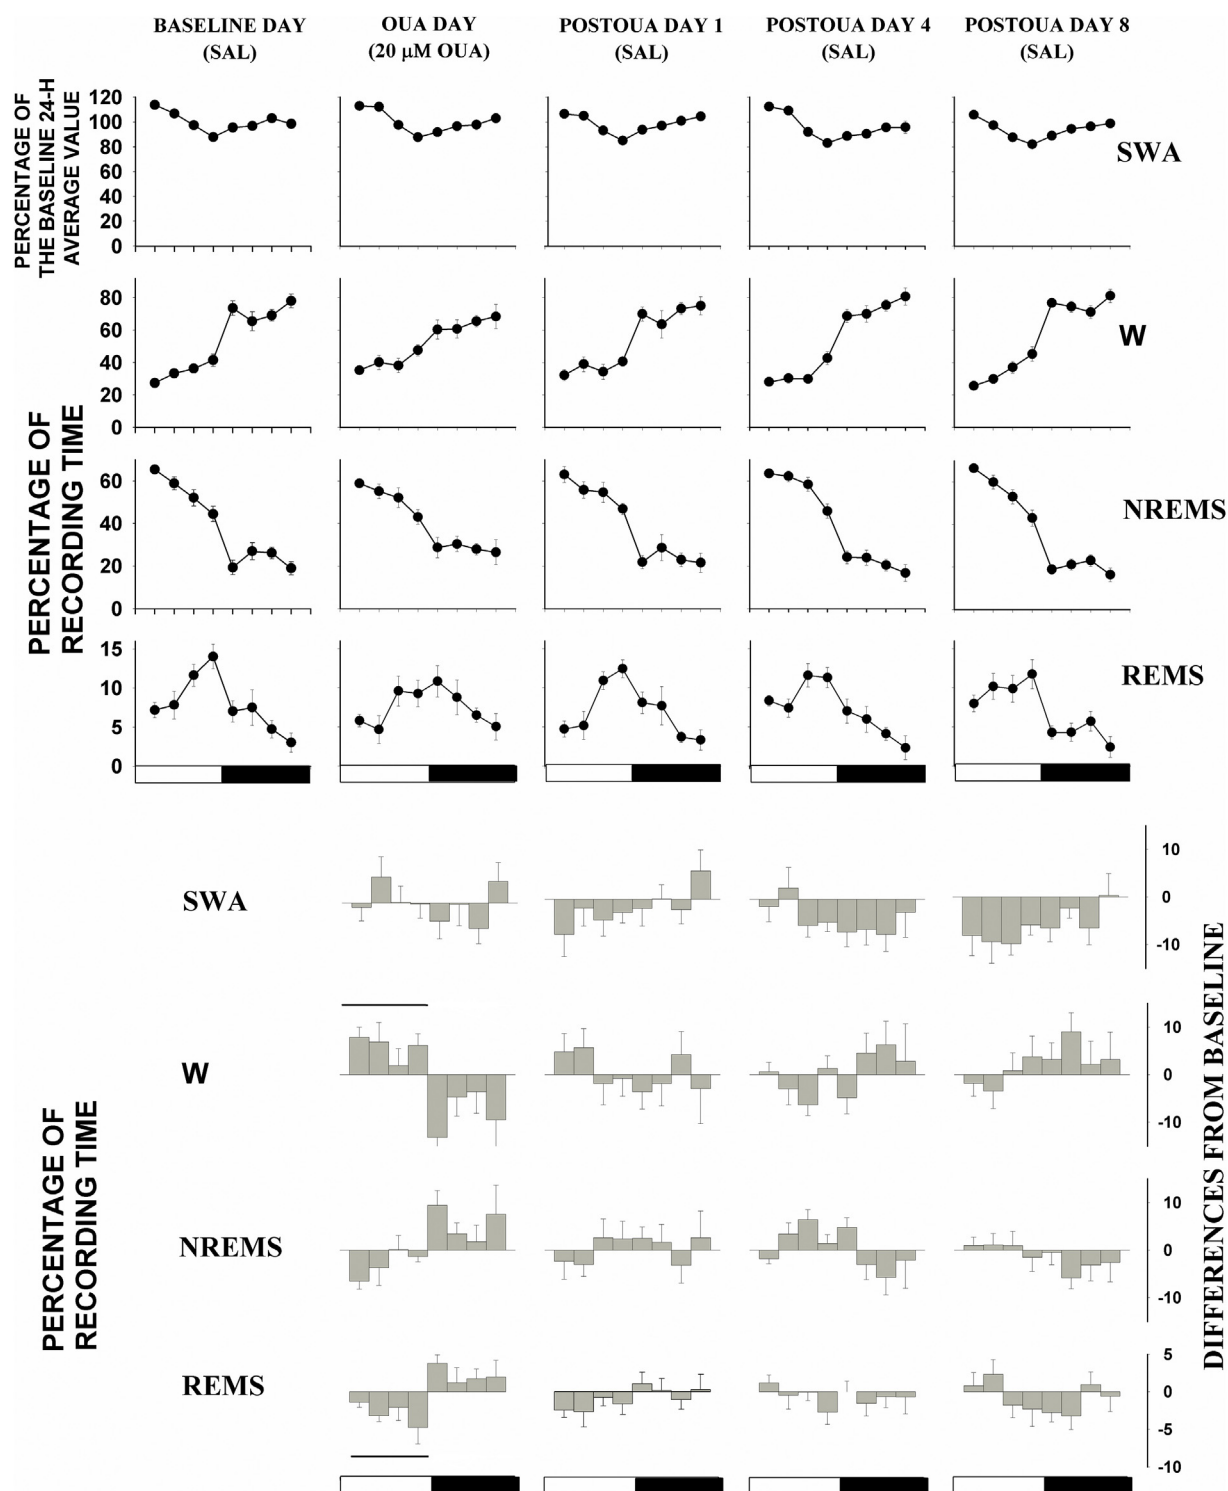 BASELINE DAY
(SAL)
OUA DAY
(20 µM OUA)
POSTOUA DAY 1
(SAL)
POSTOUA DAY 4
(SAL)
POSTOUA DAY 8
(SAL)
PERCENTAGE OF
THE BASELINE 24-H
AVERAGE VALUE
120
100
80
60
40
20
0
SWA
PERCENTAGE OF
RECORDING TIME
80
60
40
20
0
W
60
40
20
0
NREMS
15
10
5
0
REMS
SWA
10
0
-10
PERCENTAGE OF
RECORDING TIME
W
10
0
-10
NREMS
10
0
-10
REMS
5
0
-5
-10
DIFFERENCES FROM BASELINE